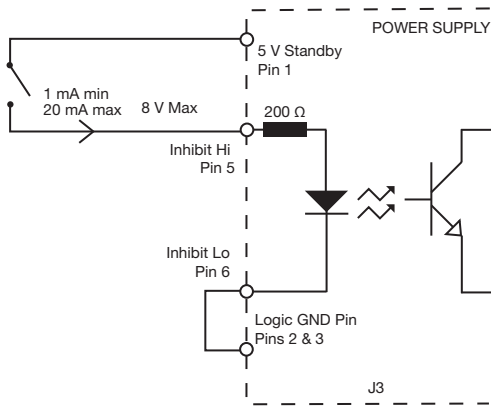 POWER SUPPLY
5 V Standby
Pin 1
1 mA min
20 mA max
8 V Max
200 Ω
Inhibit Hi
Pin 5
Inhibit Lo
Pin 6
Logic GND Pin
Pins 2 & 3
J3